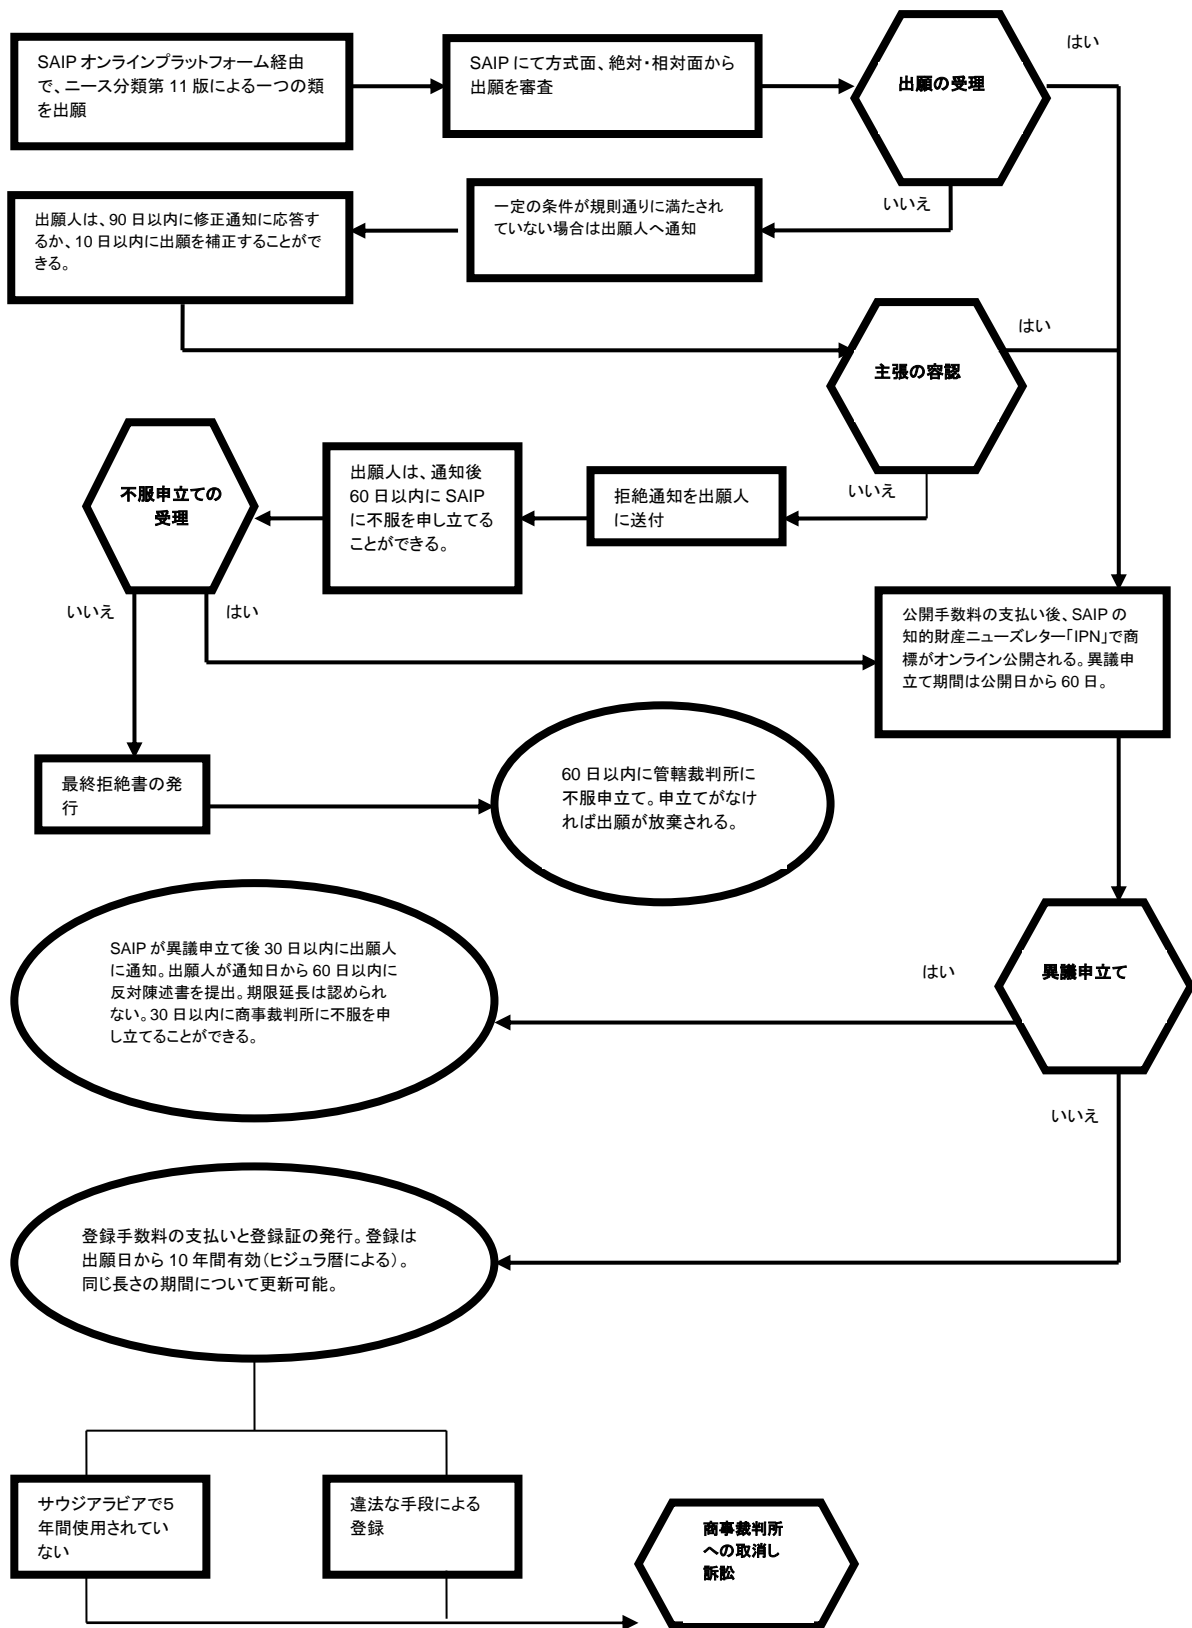 SAIP オンラインプラットフォーム経由
で、ニース分類第 11 版による一つの類
を出願
SAIP にて方式面、絶対・相対面から
出願を審査
出願の受理
はい
いいえ
一定の条件が規則通りに満たされ
ていない場合は出願人へ通知
出願人は、90 日以内に修正通知に応答す
るか、10 日以内に出願を補正することがで
きる。
主張の容認
はい
いいえ
拒絶通知を出願人
に送付
出願人は、通知後
60 日以内に SAIP
に不服を申し立てる
ことができる。
不服申立ての
受理
いいえ
はい
公開手数料の支払い後、SAIP の
知的財産ニューズレター「IPN」で商
標がオンライン公開される。異議申
立て期間は公開日から 60 日。
最終拒絶書の発
行
60 日以内に管轄裁判所に
不服申立て。申立てがなけ
れば出願が放棄される。
異議申立て
はい
いいえ
SAIP が異議申立て後 30 日以内に出願人
に通知。出願人が通知日から 60 日以内に
反対陳述書を提出。期限延長は認められ
ない。30 日以内に商事裁判所に不服を申
し立てることができる。
登録手数料の支払いと登録証の発行。登録は
出願日から 10 年間有効(ヒジュラ暦による)。
同じ長さの期間について更新可能。
サウジアラビアで5
年間使用されてい
ない
違法な手段による
登録
商事裁判所
への取消し
訴訟